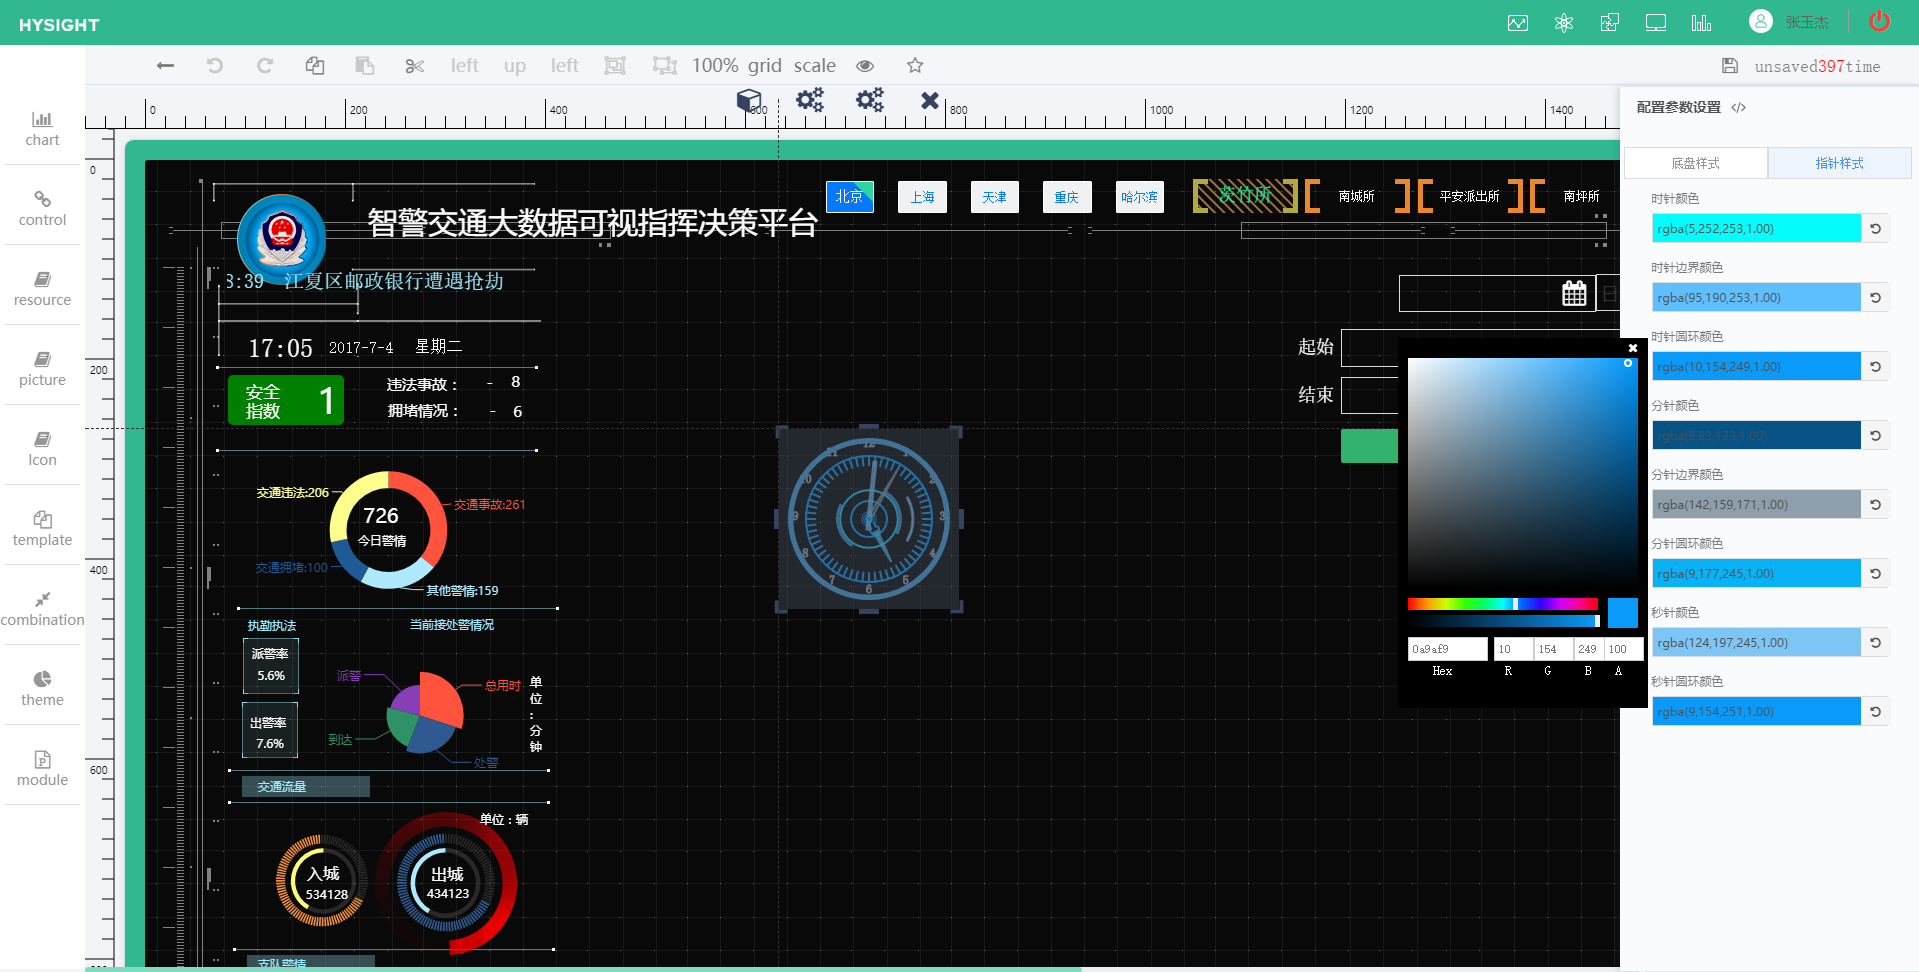 HYSIGHT
张玉杰
left up left 100% grid scale
unsaved397time
0 200 400 600 800 1000 1200 1400
0
200
400
600
chart
control
resource
picture
Icon
template
combination
theme
module
配置参数设置 </>
底盘样式 指针样式
时针颜色
rgba(5,252,253,1.00)
时针边界颜色
rgba(95,190,253,1.00)
时针圆环颜色
rgba(10,154,249,1.00)
分针颜色
rgba(8,83,133,1.00)
分针边界颜色
rgba(142,159,171,1.00)
分针圆环颜色
rgba(9,177,245,1.00)
秒针颜色
rgba(124,197,245,1.00)
秒针圆环颜色
rgba(9,154,251,1.00)
智警交通大数据可视指挥决策平台
北京 上海 天津 重庆 哈尔滨 茨竹所 南城所 平安派出所 南坪所
3:39 江夏区邮政银行遭遇抢劫
17:05 2017-7-4 星期二
安全指数 1
违法事故： - 8
拥堵情况： - 6
起始
结束
交通违法:206
交通事故:261
726
今日警情
交通拥堵:100
其他警情:159
执勤执法 当前接处警情况
派警率
5.6%
出警率
7.6%
派警
总用时
到达
处警
单位：分钟
交通流量
单位：辆
入城
534128
出城
434123
支队警情
12 1 2 3 4 5 6 7 8 9 10 11
0a9af9 10 154 249 100
Hex R G B A